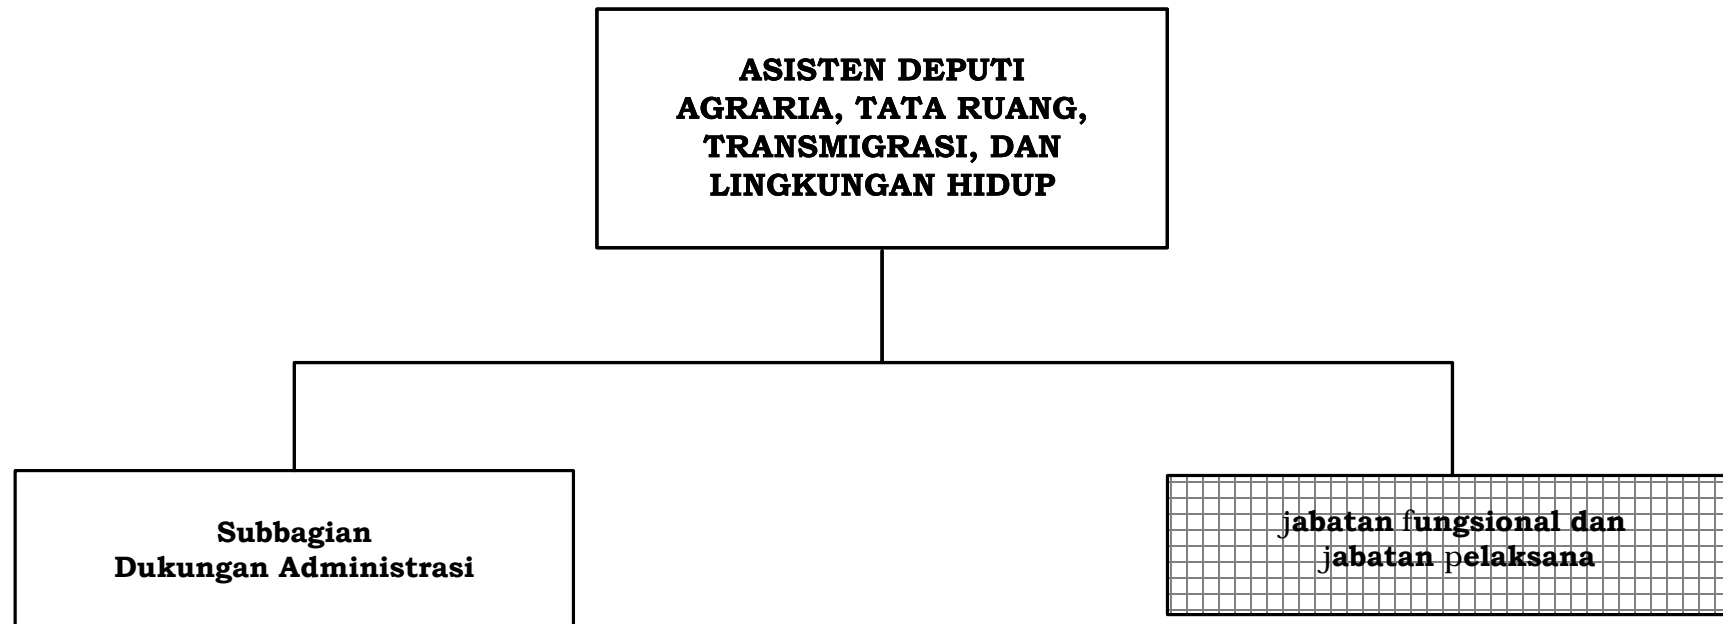 ASISTEN DEPUTI
AGRARIA, TATA RUANG,
TRANSMIGRASI, DAN
LINGKUNGAN HIDUP
Subbagian
Dukungan Administrasi
jabatan fungsional dan
jabatan pelaksana